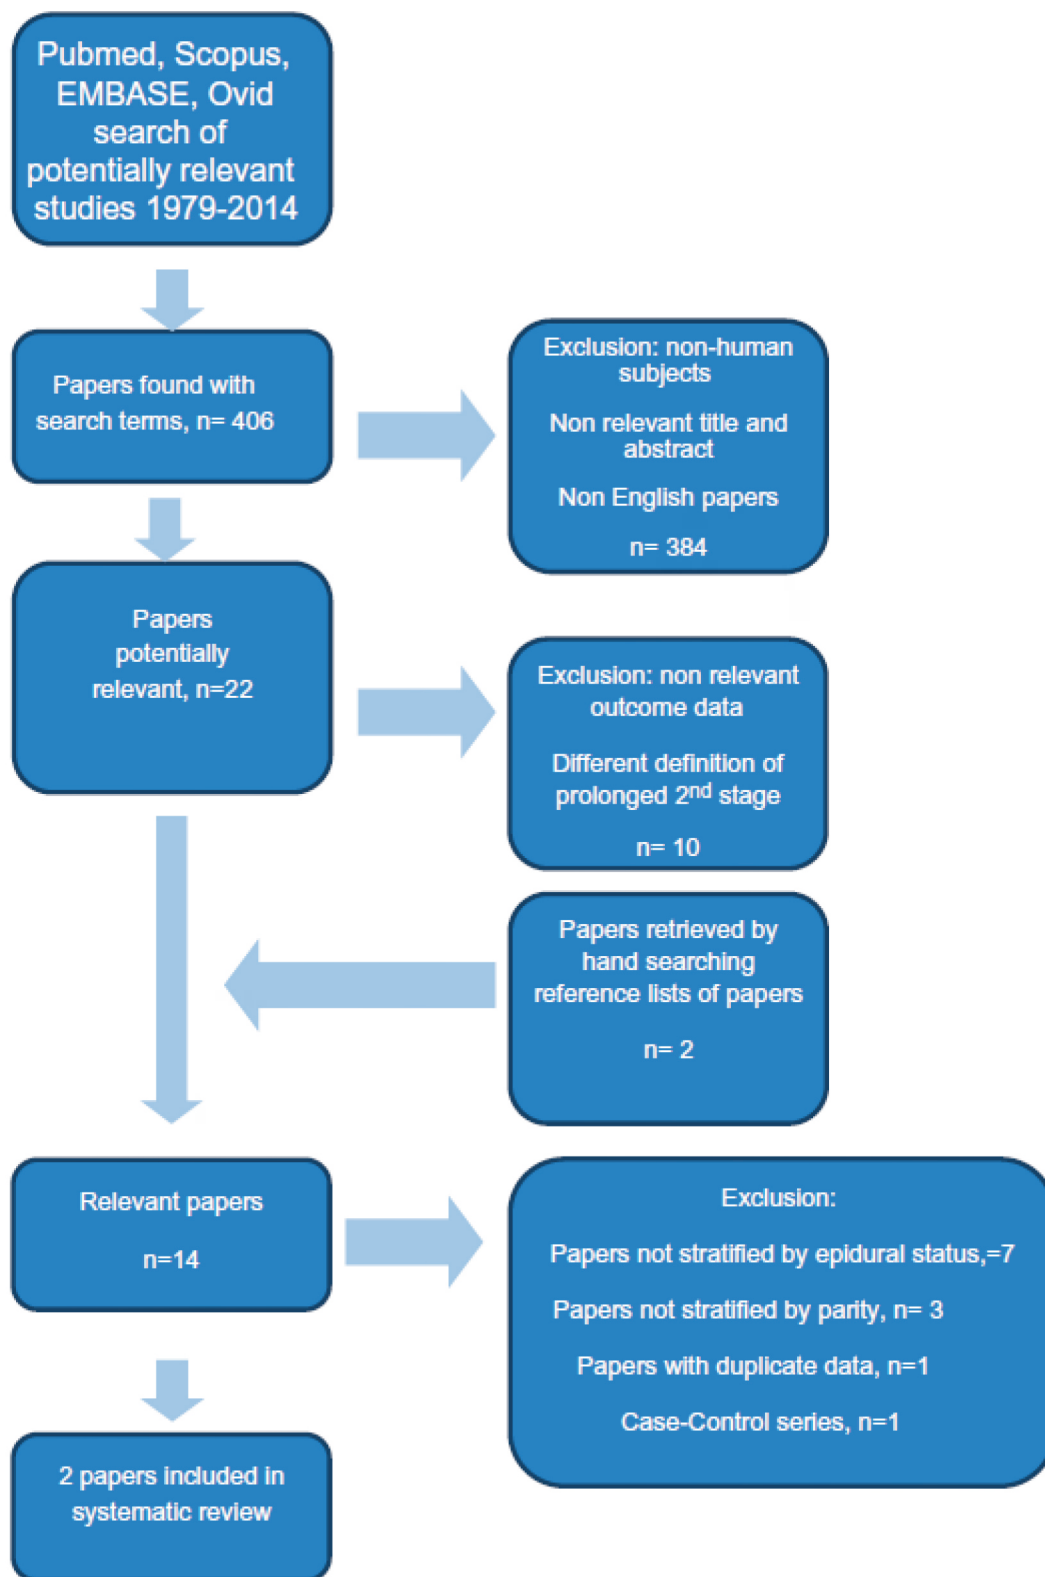 Pubmed, Scopus,
EMBASE, Ovid
search of
potentially relevant
studies 1979-2014
Papers found with
search terms, n= 406
Exclusion: non-human
subjects
Non relevant title and
abstract
Non English papers
n= 384
Papers
potentially
relevant, n=22
Exclusion: non relevant
outcome data
Different definition of
prolonged 2nd stage
n= 10
Papers retrieved by
hand searching
reference lists of papers
n= 2
Relevant papers
n=14
Exclusion:
Papers not stratified by epidural status,=7
Papers not stratified by parity, n= 3
Papers with duplicate data, n=1
Case-Control series, n=1
2 papers included in
systematic review